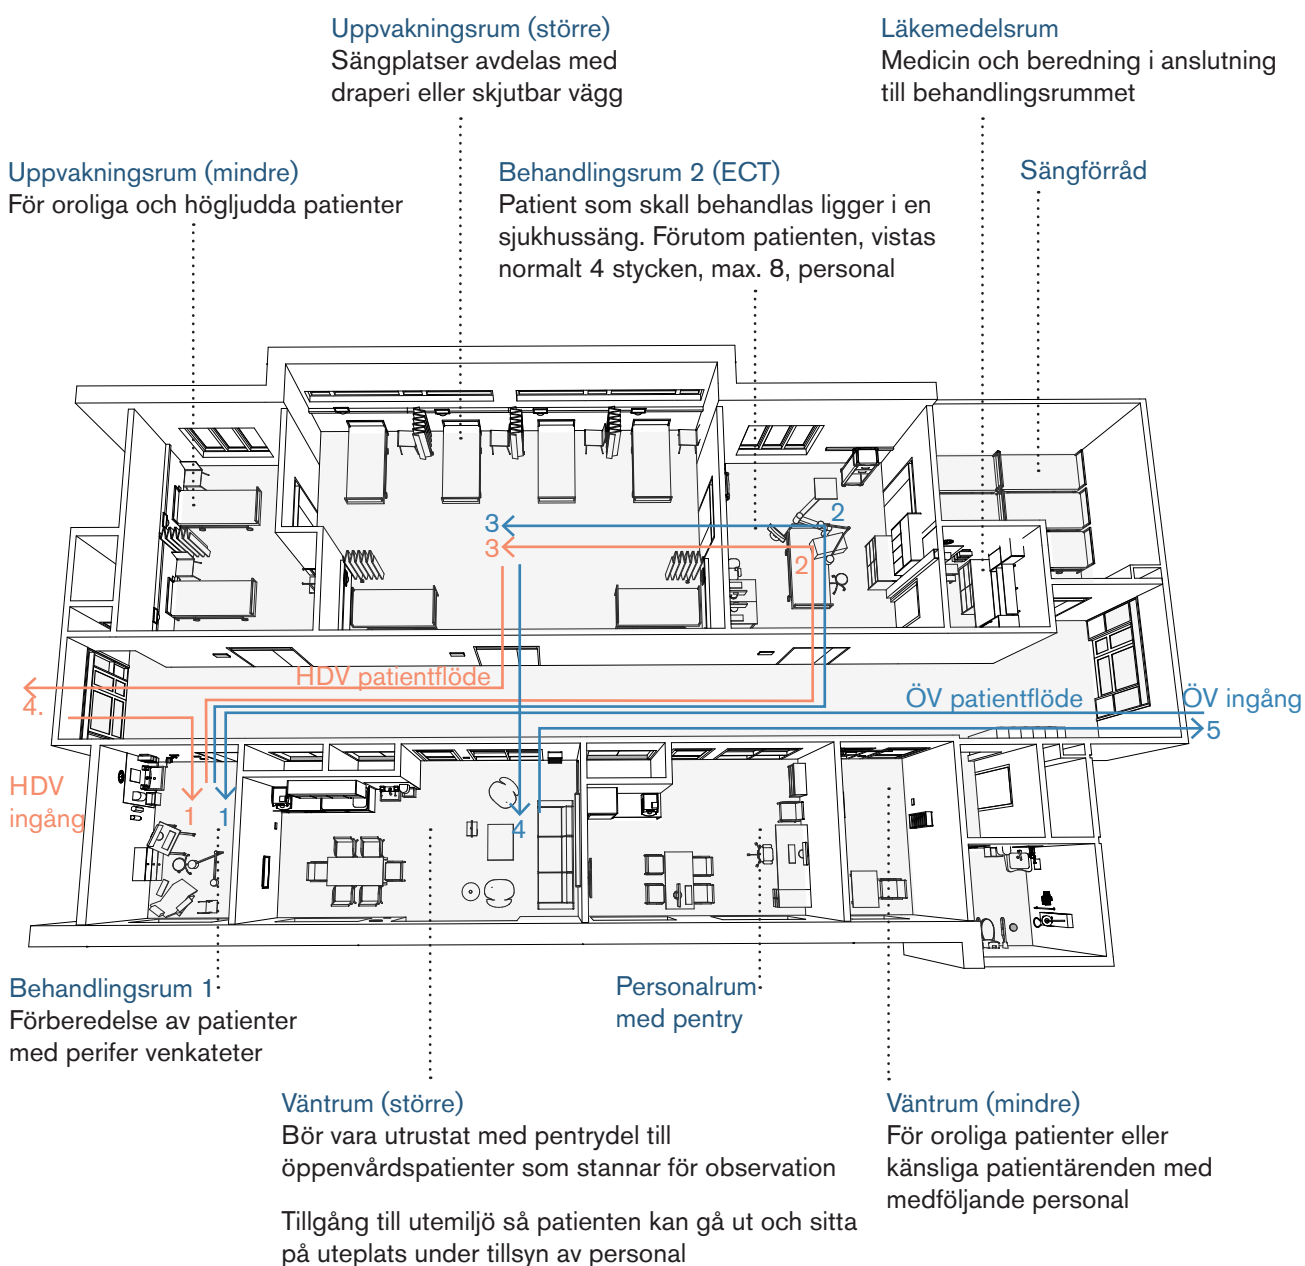 Uppvakningsrum (större)
Sängplatser avdelas med
draperi eller skjutbar vägg
Läkemedelsrum
Medicin och beredning i anslutning
till behandlingsrummet
Uppvakningsrum (mindre)
För oroliga och högljudda patienter
Behandlingsrum 2 (ECT)
Patient som skall behandlas ligger i en
sjukhussäng. Förutom patienten, vistas
normalt 4 stycken, max. 8, personal
Sängförråd
2
3
3
2
HDV patientflöde
4.
ÖV patientflöde
ÖV ingång
5
HDV
ingång
1
1
4
Behandlingsrum 1
Förberedelse av patienter
med perifer venkateter
Personalrum
med pentry
Väntrum (större)
Bör vara utrustat med pentrydel till
öppenvårdspatienter som stannar för observation
Tillgång till utemiljö så patienten kan gå ut och sitta
på uteplats under tillsyn av personal
Väntrum (mindre)
För oroliga patienter eller
känsliga patientärenden med
medföljande personal